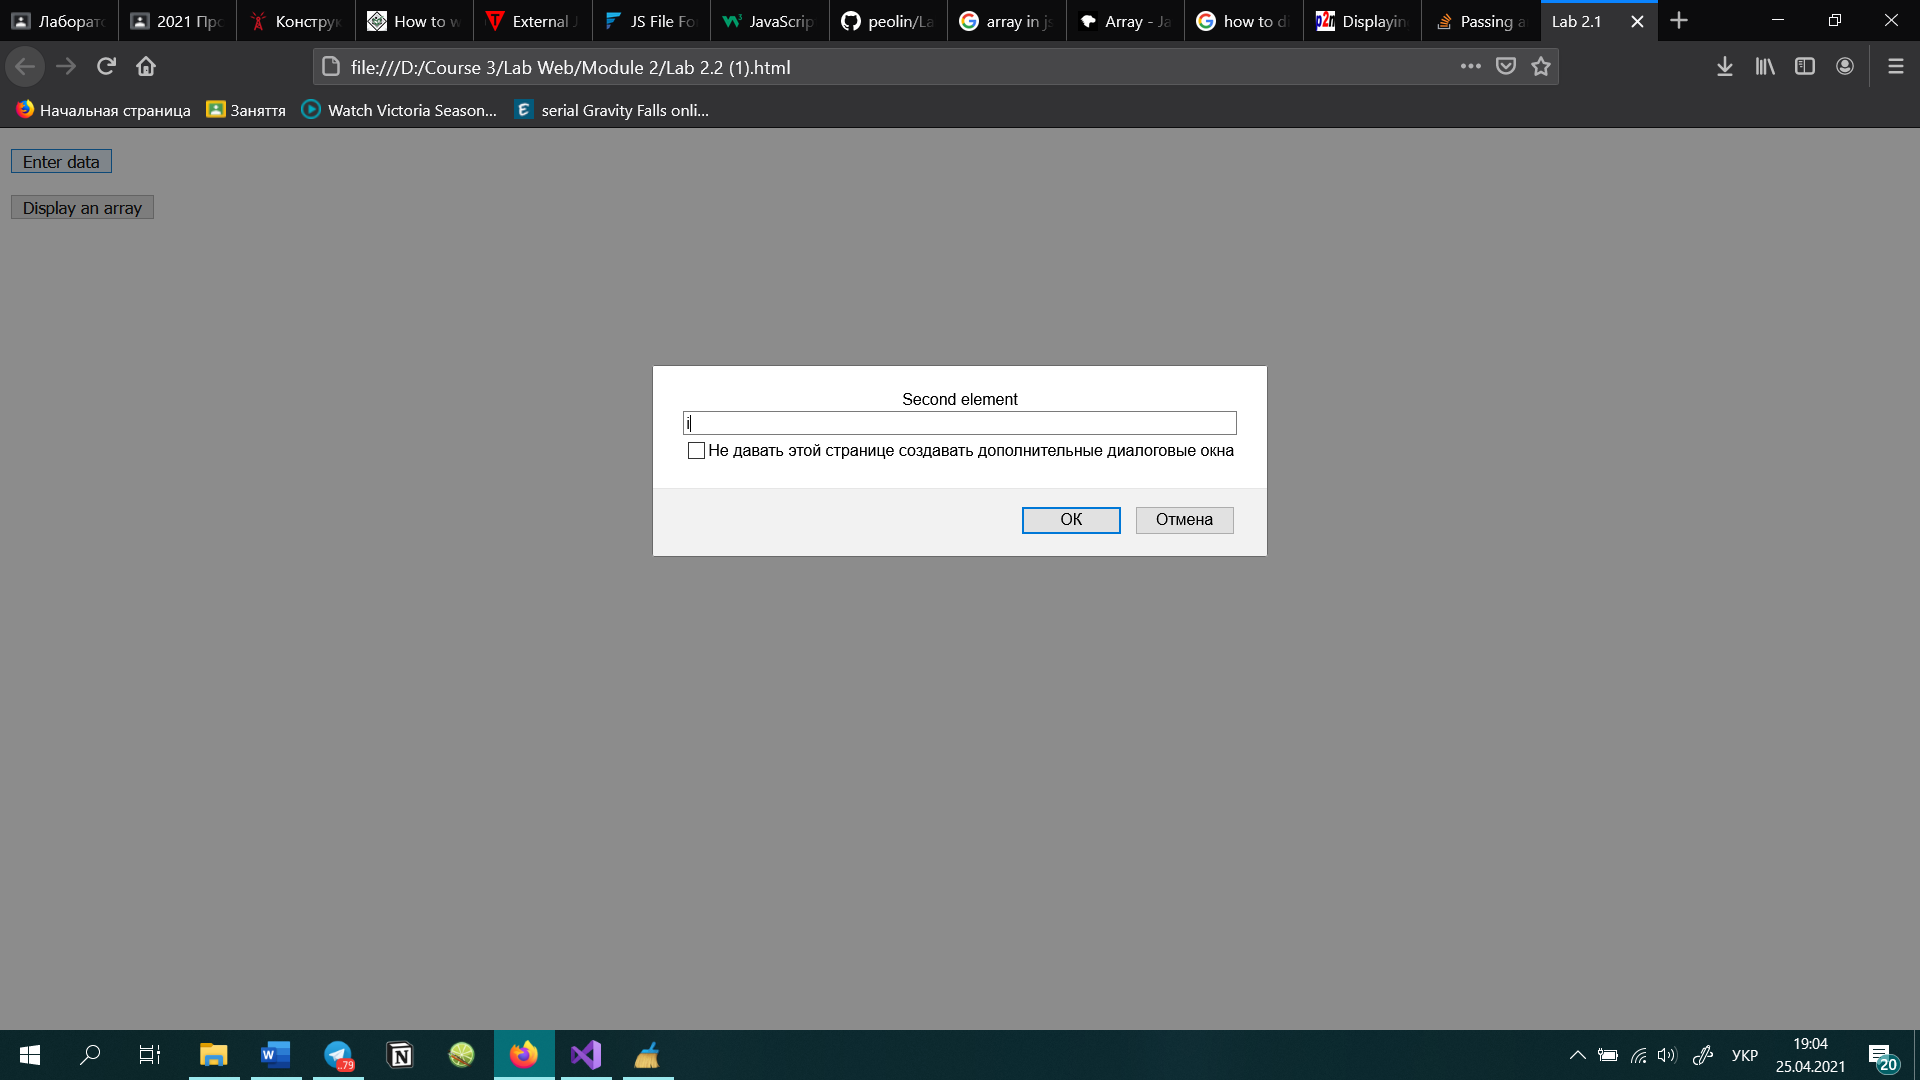 Лаборато
2021 Про
Конструк
How to w
External J
JS File Fo
JavaScrip
peolin/La
array in js
Array - Ja
how to di
Displaying
Passing a
Lab 2.1
file:///D:/Course 3/Lab Web/Module 2/Lab 2.2 (1).html
Начальная страница
Заняття
Watch Victoria Season...
serial Gravity Falls onli...
Enter data
Display an array
Second element
i
Не давать этой странице создавать дополнительные диалоговые окна
ОК
Отмена
..79
УКР
19:04
25.04.2021
20